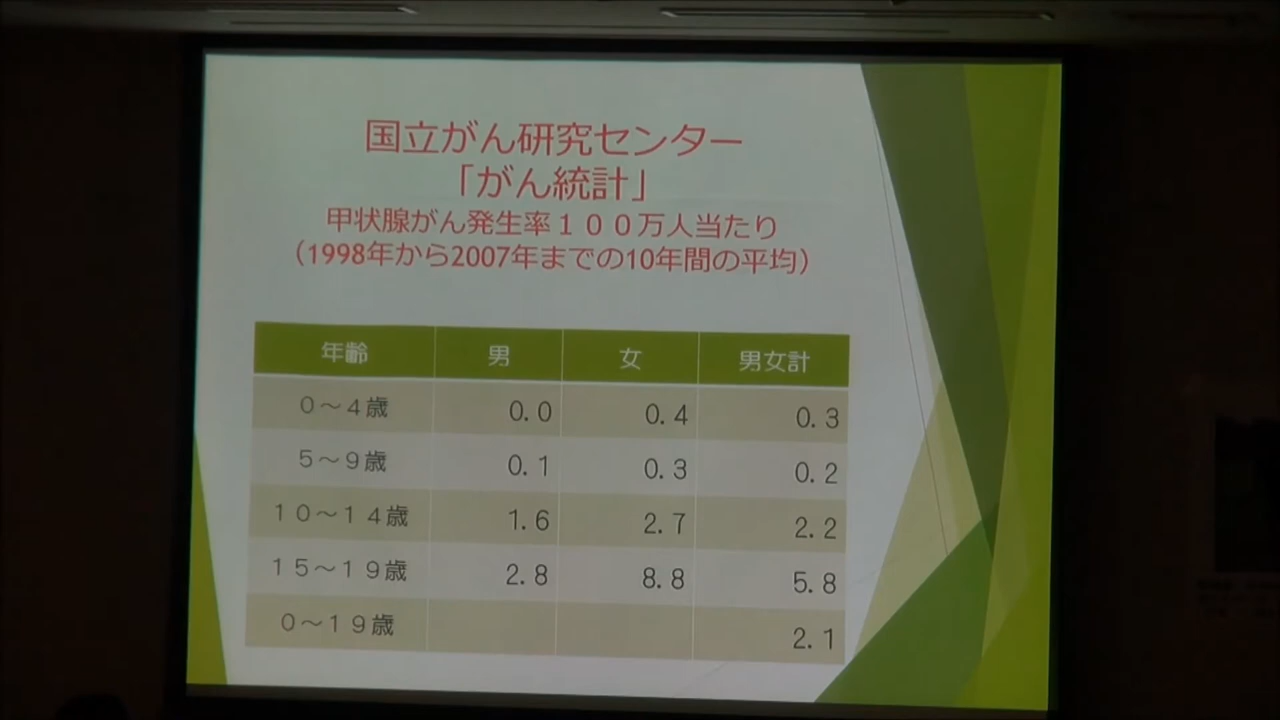 国立がん研究センター
「がん統計」
甲状腺がん発生率１００万人当たり
（1998年から2007年までの10年間の平均）
年齢 男 女 男女計
０～４歳 0.0 0.4 0.3
５～９歳 0.1 0.3 0.2
１０～１４歳 1.6 2.7 2.2
１５～１９歳 2.8 8.8 5.8
０～１９歳 2.1